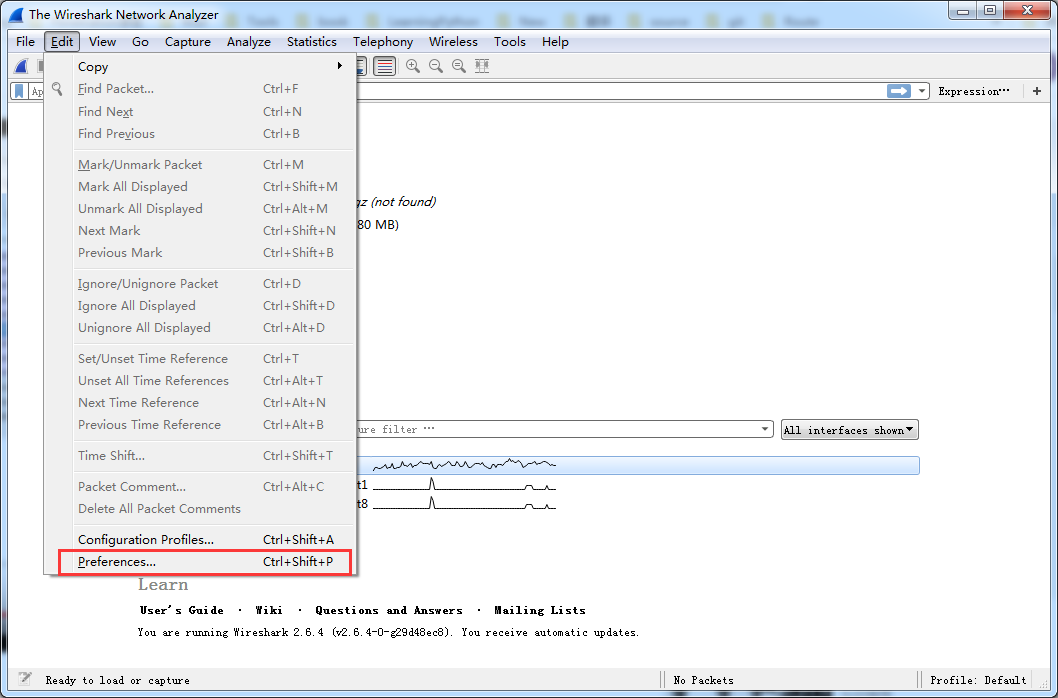 The Wireshark Network Analyzer
File Edit View Go Capture Analyze Statistics Telephony Wireless Tools Help
Expression… +
Copy
Find Packet... Ctrl+F
Find Next Ctrl+N
Find Previous Ctrl+B
Mark/Unmark Packet Ctrl+M
Mark All Displayed Ctrl+Shift+M
Unmark All Displayed Ctrl+Alt+M
Next Mark Ctrl+Shift+N
Previous Mark Ctrl+Shift+B
Ignore/Unignore Packet Ctrl+D
Ignore All Displayed Ctrl+Shift+D
Unignore All Displayed Ctrl+Alt+D
Set/Unset Time Reference Ctrl+T
Unset All Time References Ctrl+Alt+T
Next Time Reference Ctrl+Alt+N
Previous Time Reference Ctrl+Alt+B
Time Shift... Ctrl+Shift+T
Packet Comment... Ctrl+Alt+C
Delete All Packet Comments
Configuration Profiles... Ctrl+Shift+A
Preferences... Ctrl+Shift+P
gz (not found)
80 MB)
ure filter … All interfaces shown
t1
t8
Learn
User's Guide · Wiki · Questions and Answers · Mailing Lists
You are running Wireshark 2.6.4 (v2.6.4-0-g29d48ec8). You receive automatic updates.
Ready to load or capture No Packets Profile: Default